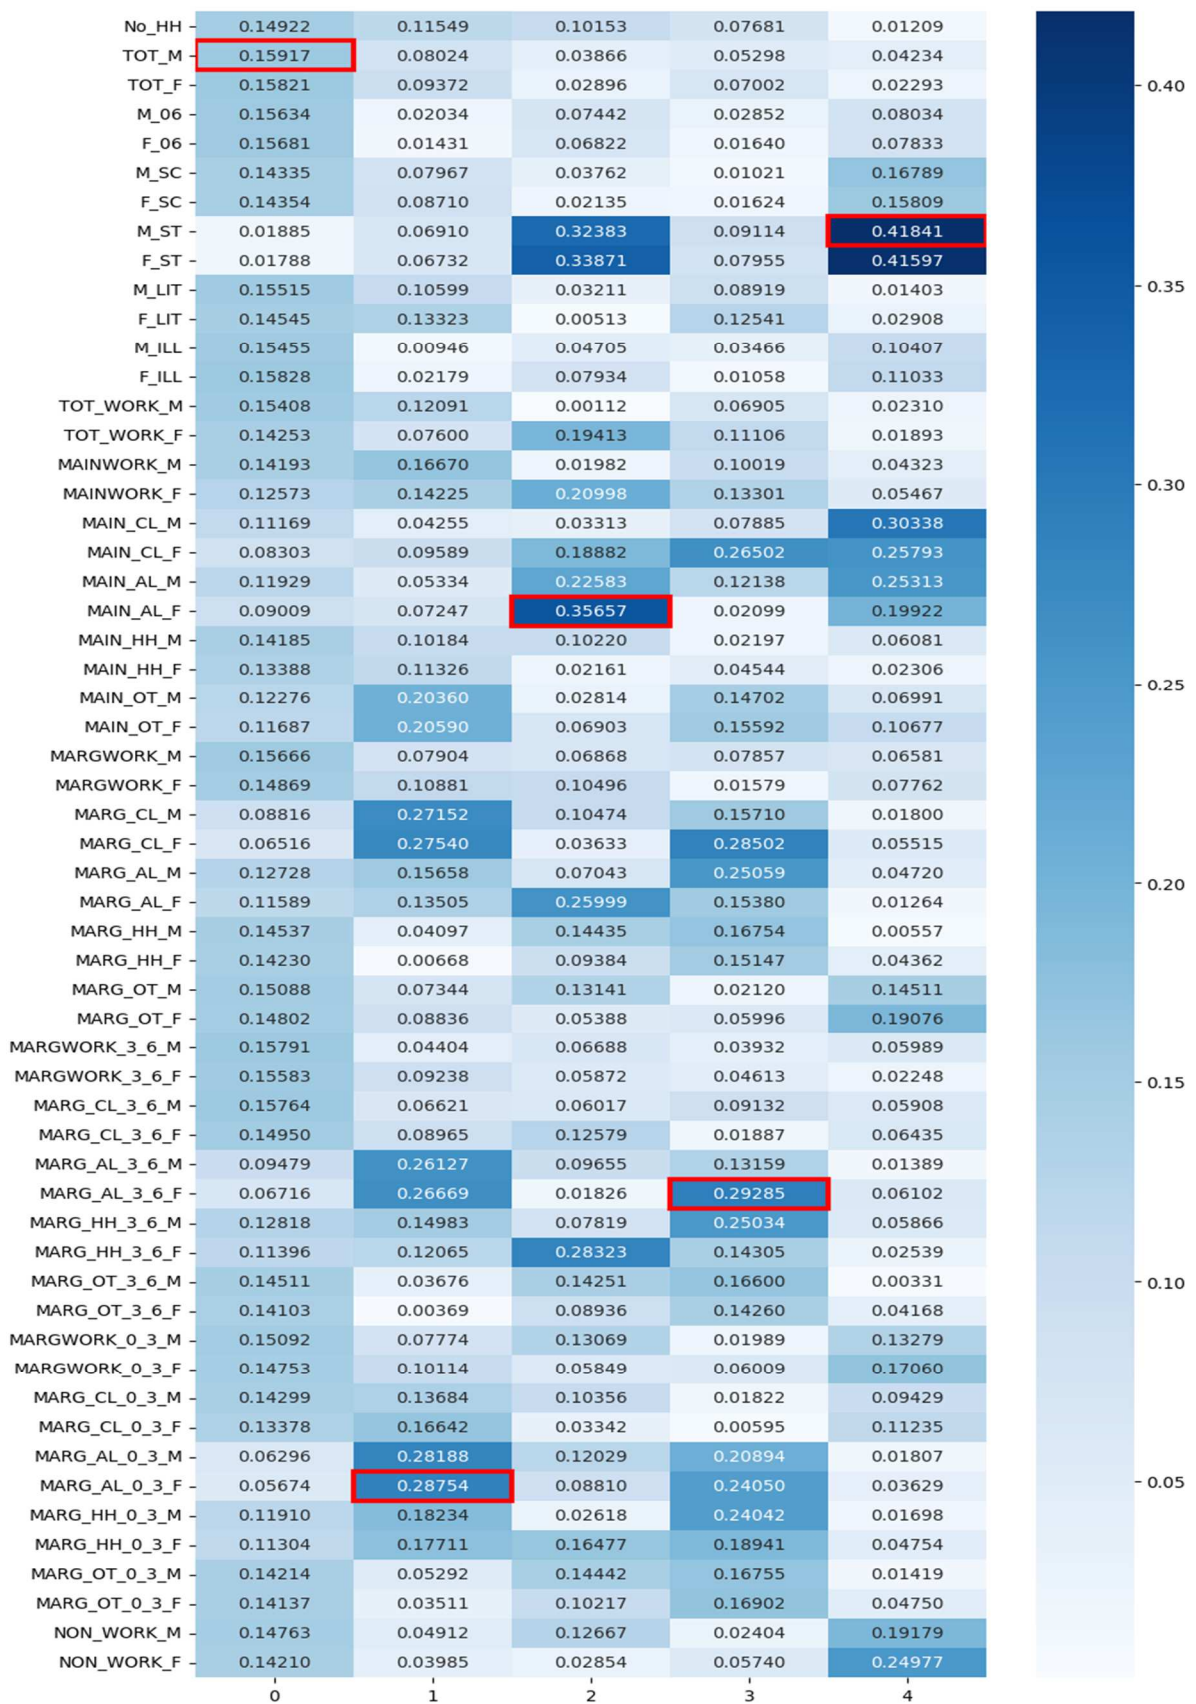 No_HH 0.14922 0.11549 0.10153 0.07681 0.01209
TOT_M 0.15917 0.08024 0.03866 0.05298 0.04234
TOT_F 0.15821 0.09372 0.02896 0.07002 0.02293
M_06 0.15634 0.02034 0.07442 0.02852 0.08034
F_06 0.15681 0.01431 0.06822 0.01640 0.07833
M_SC 0.14335 0.07967 0.03762 0.01021 0.16789
F_SC 0.14354 0.08710 0.02135 0.01624 0.15809
M_ST 0.01885 0.06910 0.32383 0.09114 0.41841
F_ST 0.01788 0.06732 0.33871 0.07955 0.41597
M_LIT 0.15515 0.10599 0.03211 0.08919 0.01403
F_LIT 0.14545 0.13323 0.00513 0.12541 0.02908
M_ILL 0.15455 0.00946 0.04705 0.03466 0.10407
F_ILL 0.15828 0.02179 0.07934 0.01058 0.11033
TOT_WORK_M 0.15408 0.12091 0.00112 0.06905 0.02310
TOT_WORK_F 0.14253 0.07600 0.19413 0.11106 0.01893
MAINWORK_M 0.14193 0.16670 0.01982 0.10019 0.04323
MAINWORK_F 0.12573 0.14225 0.20998 0.13301 0.05467
MAIN_CL_M 0.11169 0.04255 0.03313 0.07885 0.30338
MAIN_CL_F 0.08303 0.09589 0.18882 0.26502 0.25793
MAIN_AL_M 0.11929 0.05334 0.22583 0.12138 0.25313
MAIN_AL_F 0.09009 0.07247 0.35657 0.02099 0.19922
MAIN_HH_M 0.14185 0.10184 0.10220 0.02197 0.06081
MAIN_HH_F 0.13388 0.11326 0.02161 0.04544 0.02306
MAIN_OT_M 0.12276 0.20360 0.02814 0.14702 0.06991
MAIN_OT_F 0.11687 0.20590 0.06903 0.15592 0.10677
MARGWORK_M 0.15666 0.07904 0.06868 0.07857 0.06581
MARGWORK_F 0.14869 0.10881 0.10496 0.01579 0.07762
MARG_CL_M 0.08816 0.27152 0.10474 0.15710 0.01800
MARG_CL_F 0.06516 0.27540 0.03633 0.28502 0.05515
MARG_AL_M 0.12728 0.15658 0.07043 0.25059 0.04720
MARG_AL_F 0.11589 0.13505 0.25999 0.15380 0.01264
MARG_HH_M 0.14537 0.04097 0.14435 0.16754 0.00557
MARG_HH_F 0.14230 0.00668 0.09384 0.15147 0.04362
MARG_OT_M 0.15088 0.07344 0.13141 0.02120 0.14511
MARG_OT_F 0.14802 0.08836 0.05388 0.05996 0.19076
MARGWORK_3_6_M 0.15791 0.04404 0.06688 0.03932 0.05989
MARGWORK_3_6_F 0.15583 0.09238 0.05872 0.04613 0.02248
MARG_CL_3_6_M 0.15764 0.06621 0.06017 0.09132 0.05908
MARG_CL_3_6_F 0.14950 0.08965 0.12579 0.01887 0.06435
MARG_AL_3_6_M 0.09479 0.26127 0.09655 0.13159 0.01389
MARG_AL_3_6_F 0.06716 0.26669 0.01826 0.29285 0.06102
MARG_HH_3_6_M 0.12818 0.14983 0.07819 0.25034 0.05866
MARG_HH_3_6_F 0.11396 0.12065 0.28323 0.14305 0.02539
MARG_OT_3_6_M 0.14511 0.03676 0.14251 0.16600 0.00331
MARG_OT_3_6_F 0.14103 0.00369 0.08936 0.14260 0.04168
MARGWORK_0_3_M 0.15092 0.07774 0.13069 0.01989 0.13279
MARGWORK_0_3_F 0.14753 0.10114 0.05849 0.06009 0.17060
MARG_CL_0_3_M 0.14299 0.13684 0.10356 0.01822 0.09429
MARG_CL_0_3_F 0.13378 0.16642 0.03342 0.00595 0.11235
MARG_AL_0_3_M 0.06296 0.28188 0.12029 0.20894 0.01807
MARG_AL_0_3_F 0.05674 0.28754 0.08810 0.24050 0.03629
MARG_HH_0_3_M 0.11910 0.18234 0.02618 0.24042 0.01698
MARG_HH_0_3_F 0.11304 0.17711 0.16477 0.18941 0.04754
MARG_OT_0_3_M 0.14214 0.05292 0.14442 0.16755 0.01419
MARG_OT_0_3_F 0.14137 0.03511 0.10217 0.16902 0.04750
NON_WORK_M 0.14763 0.04912 0.12667 0.02404 0.19179
NON_WORK_F 0.14210 0.03985 0.02854 0.05740 0.24977
0 1 2 3 4
0.40
0.35
0.30
0.25
0.20
0.15
0.10
0.05